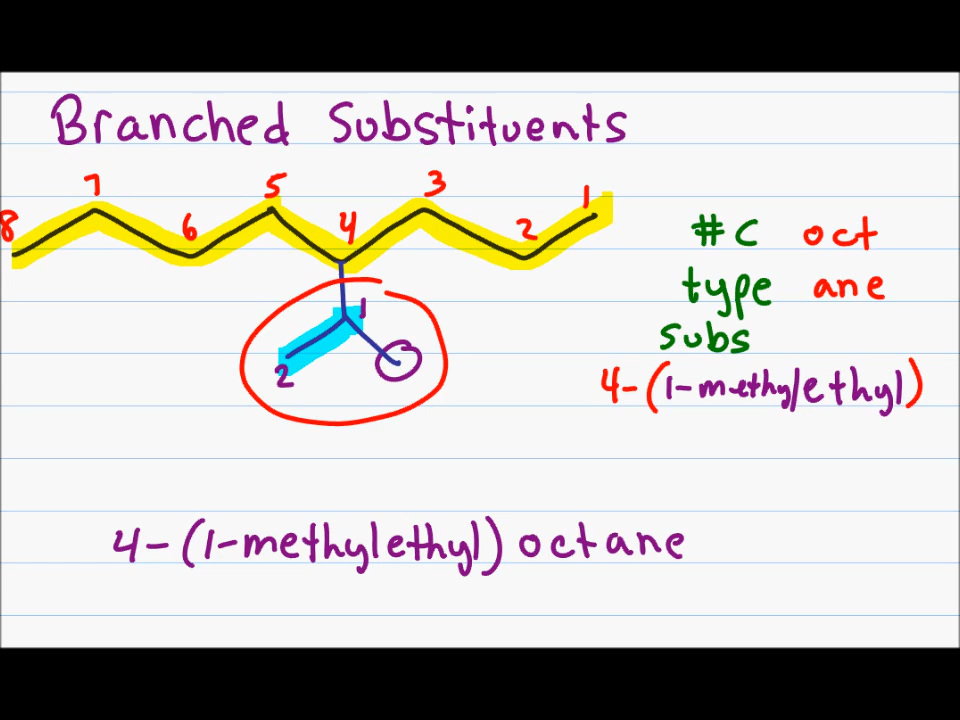 Branched Substituents
8 7 6 5 4 3 2 1
#C oct
type ane
subs
4-(1-methylethyl)
1
2
4-(1-methylethyl)octane